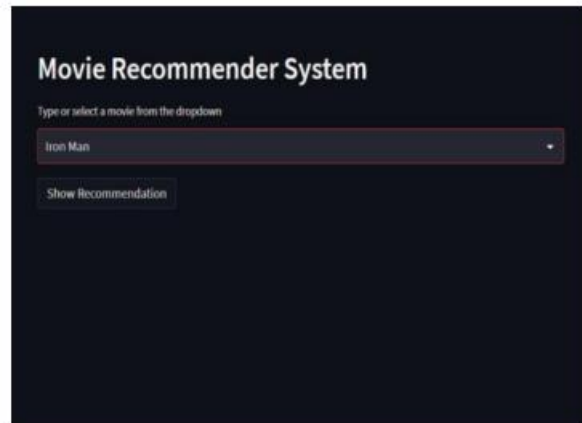 Movie Recommender System
Type or select a movie from the dropdown
Iron Man
Show Recommendation